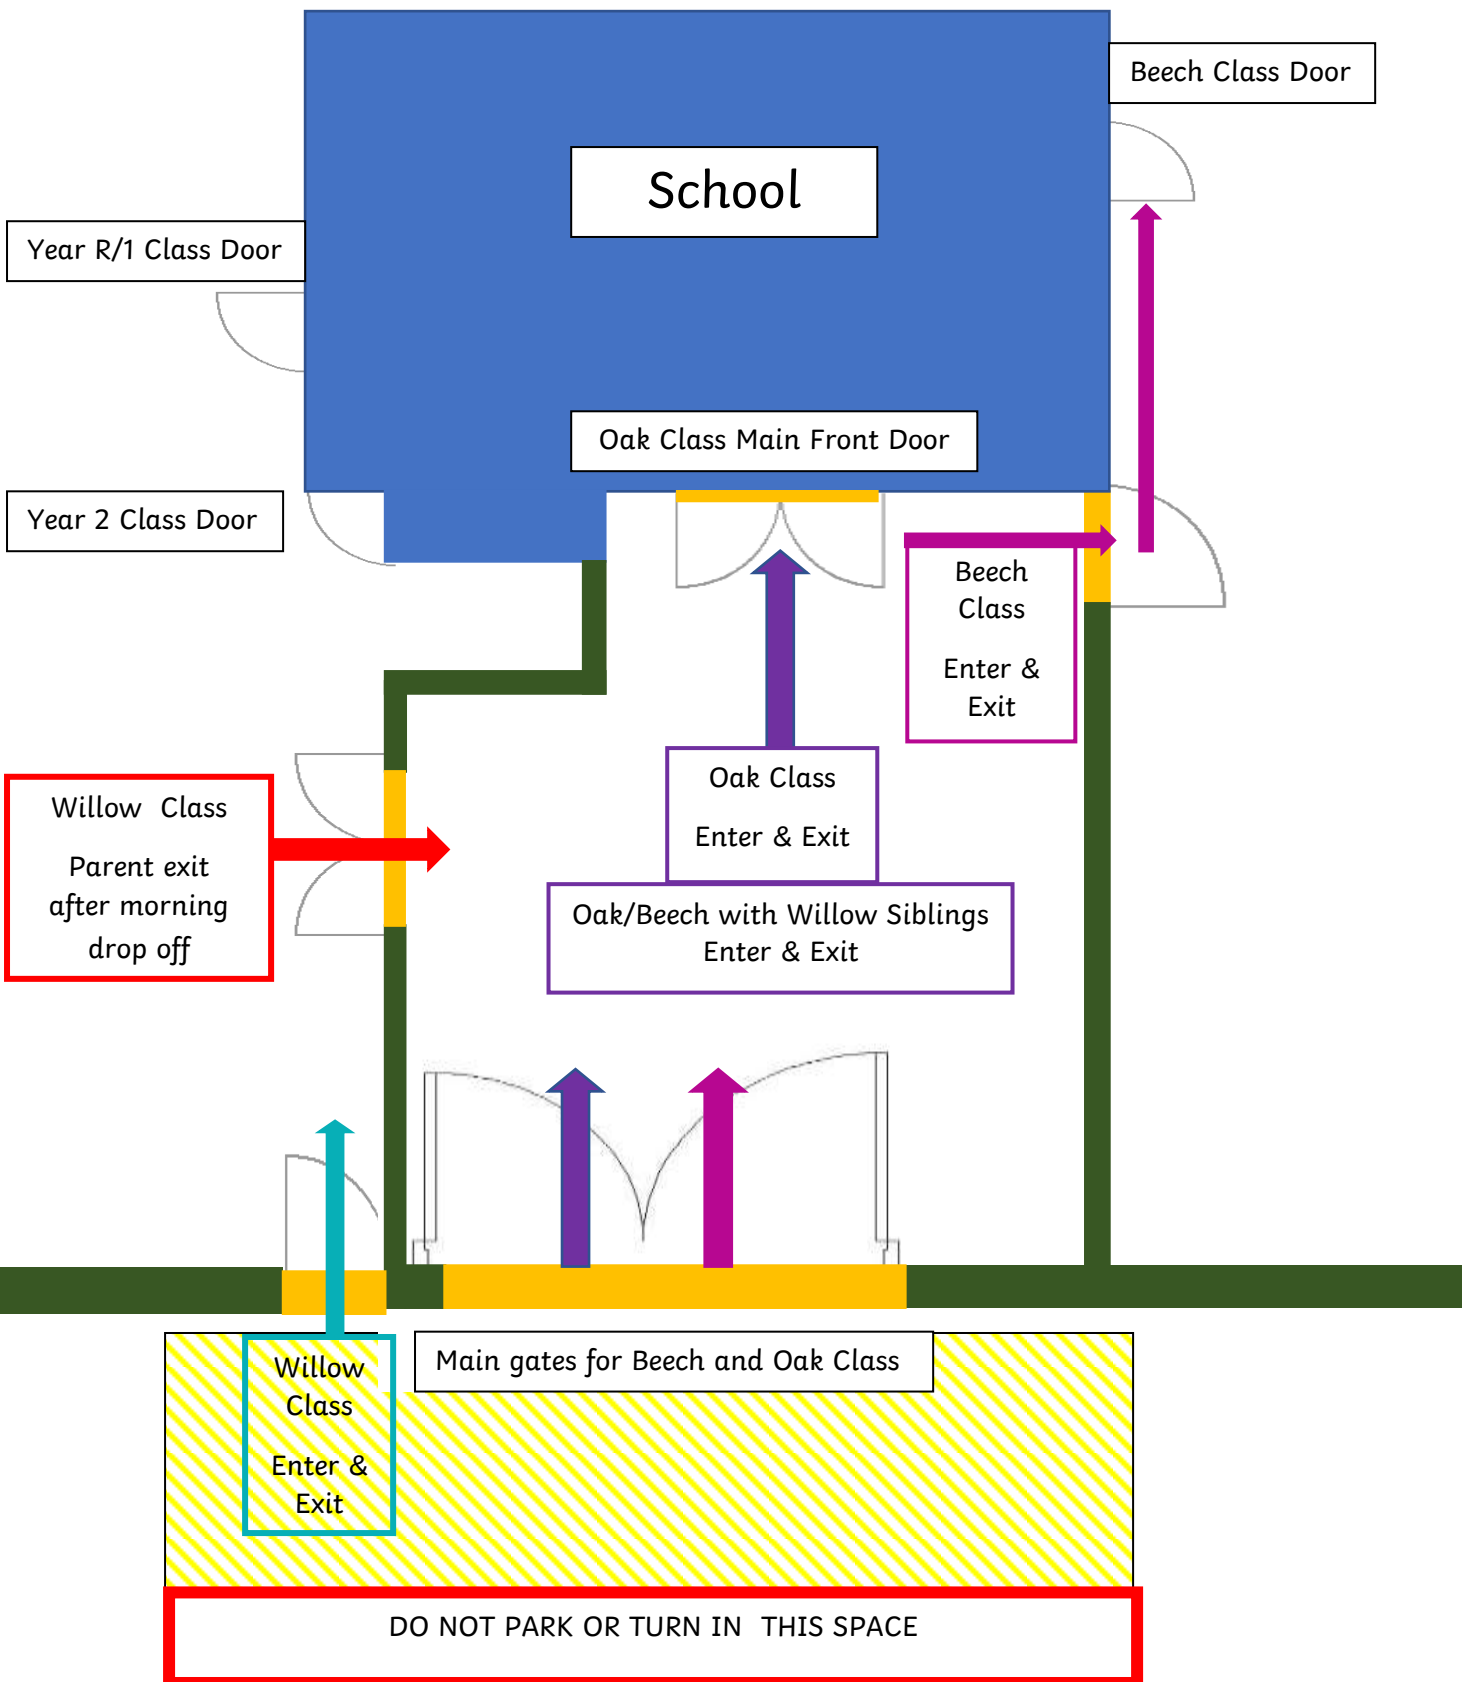 Beech Class Door
School
Year R/1 Class Door
Oak Class Main Front Door
Year 2 Class Door
Beech
Class
Enter &
Exit
Oak Class
Enter & Exit
Willow  Class
Parent exit
after morning
drop off
Oak/Beech with Willow Siblings
Enter & Exit
Main gates for Beech and Oak Class
Willow
Class
Enter &
Exit
DO NOT PARK OR TURN IN  THIS SPACE